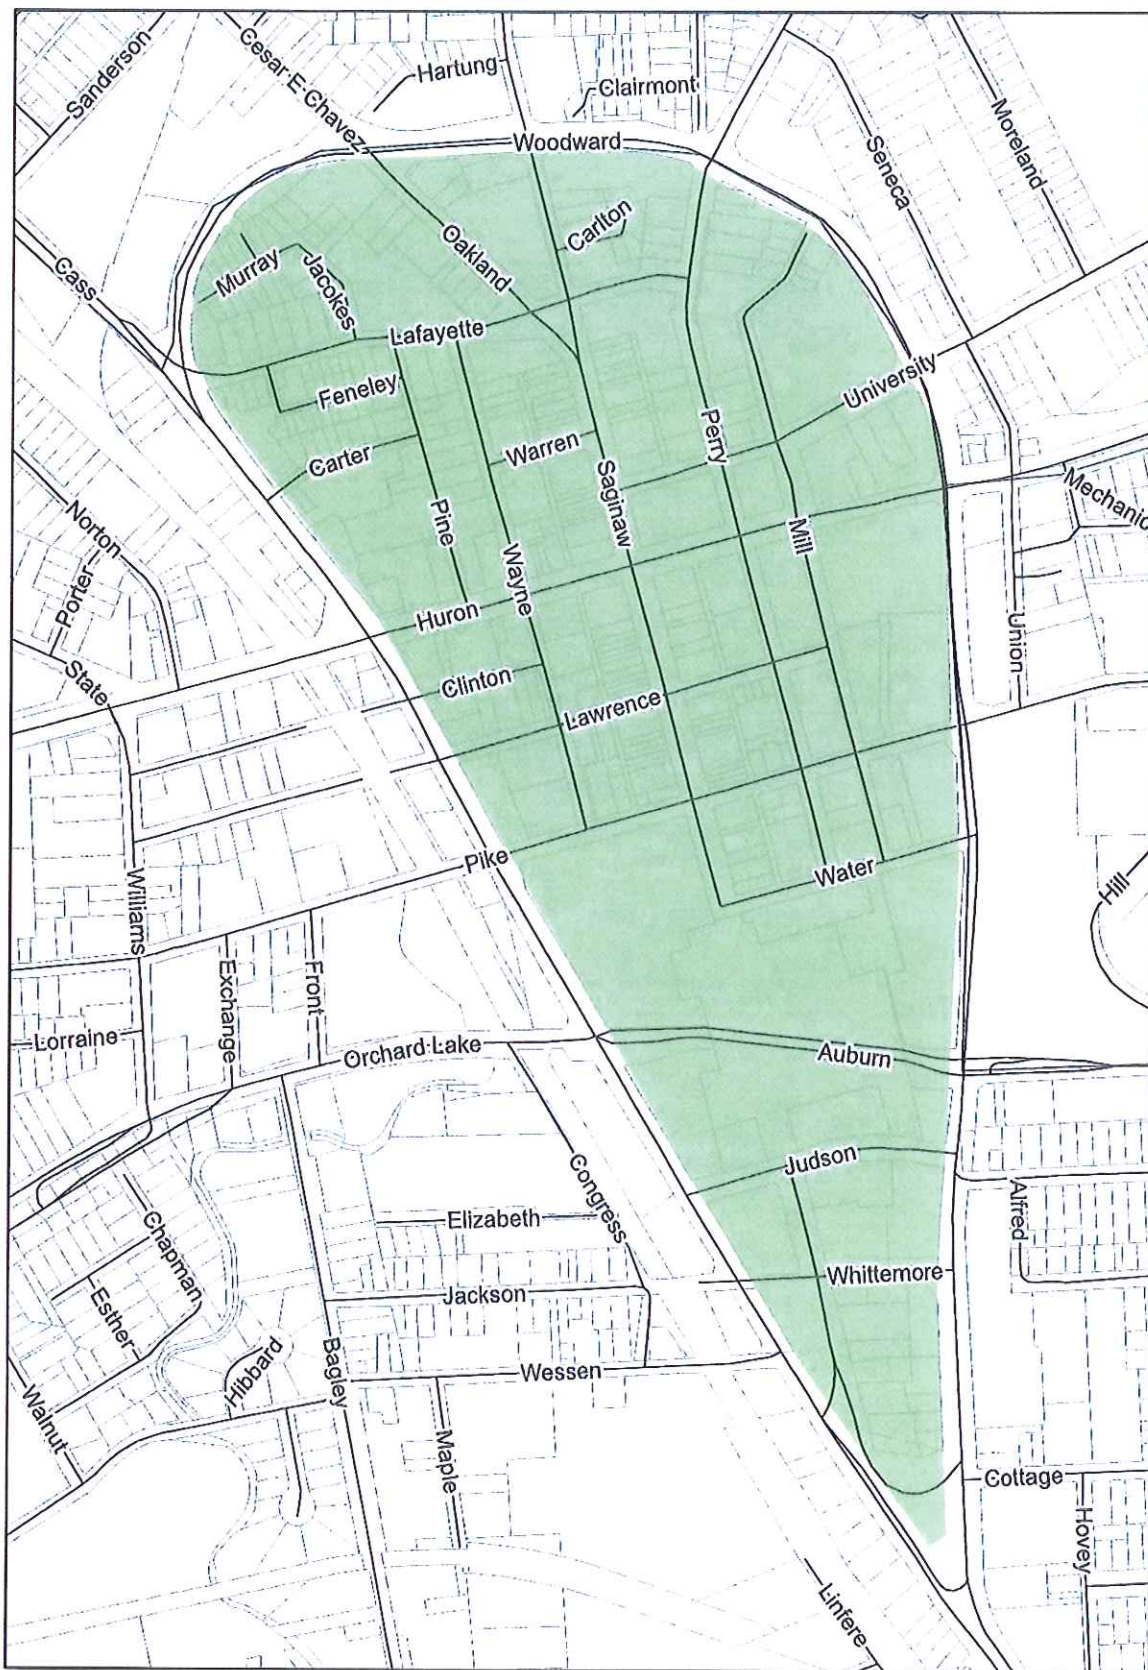 Sanderson
Cesar E Chavez
Hartung
Clairmont
Woodward
Seneca
Moreland
Cass
Murray
Jacokes
Oakland
Carlton
Lafayette
Feneley
Carter
Warren
Saginaw
Perry
University
Pine
Wayne
Mill
Mechanic
Norton
Porter
Huron
State
Clinton
Lawrence
Union
Pike
Water
Williams
Hill
Exchange
Front
Lorraine
Orchard Lake
Auburn
Judson
Congress
Elizabeth
Alfred
Chapman
Whittemore
Jackson
Esther
Hibbard
Bagley
Wessen
Walnut
Maple
Cottage
Hovey
Linfere